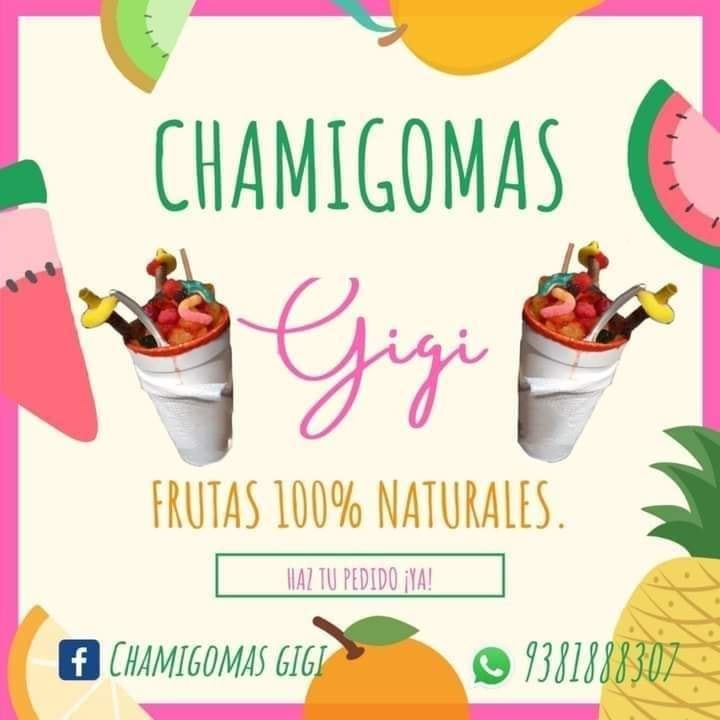 CHAMIGOMAS
Gigi
FRUTAS 100% NATURALES.
HAZ TU PEDIDO ¡YA!
f CHAMIGOMAS GIGI
9381888307